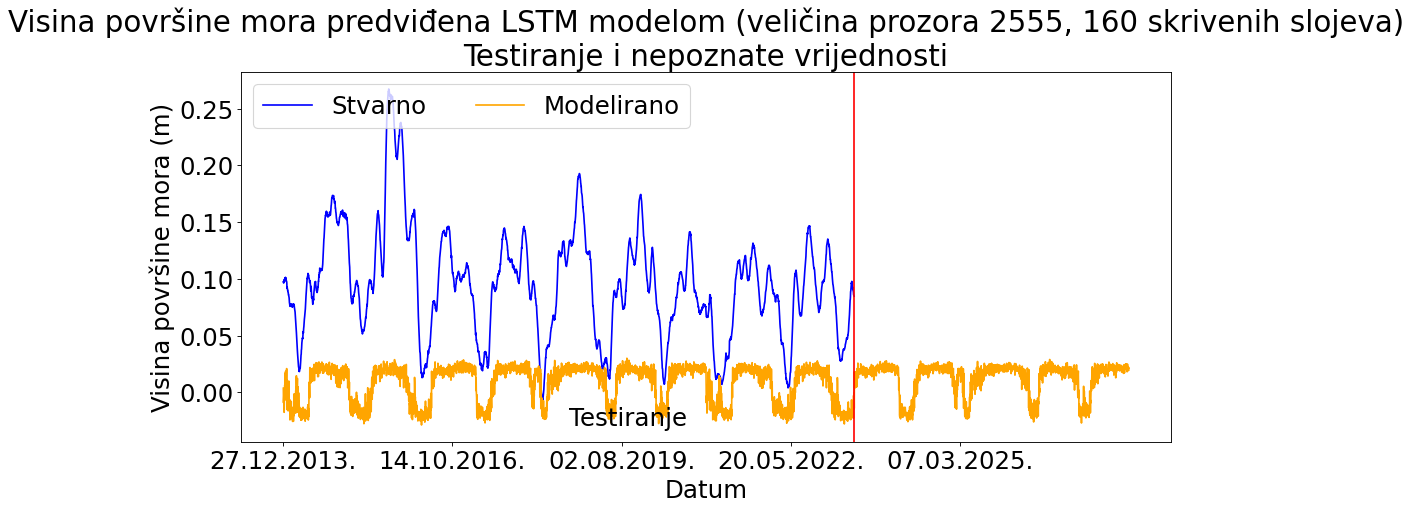 Visina površine mora predviđena LSTM modelom (veličina prozora 2555, 160 skrivenih slojeva)
Testiranje i nepoznate vrijednosti
Stvarno
Modelirano
Visina površine mora (m)
0.25
0.20
0.15
0.10
0.05
0.00
Testiranje
27.12.2013.
14.10.2016.
02.08.2019.
20.05.2022.
07.03.2025.
Datum